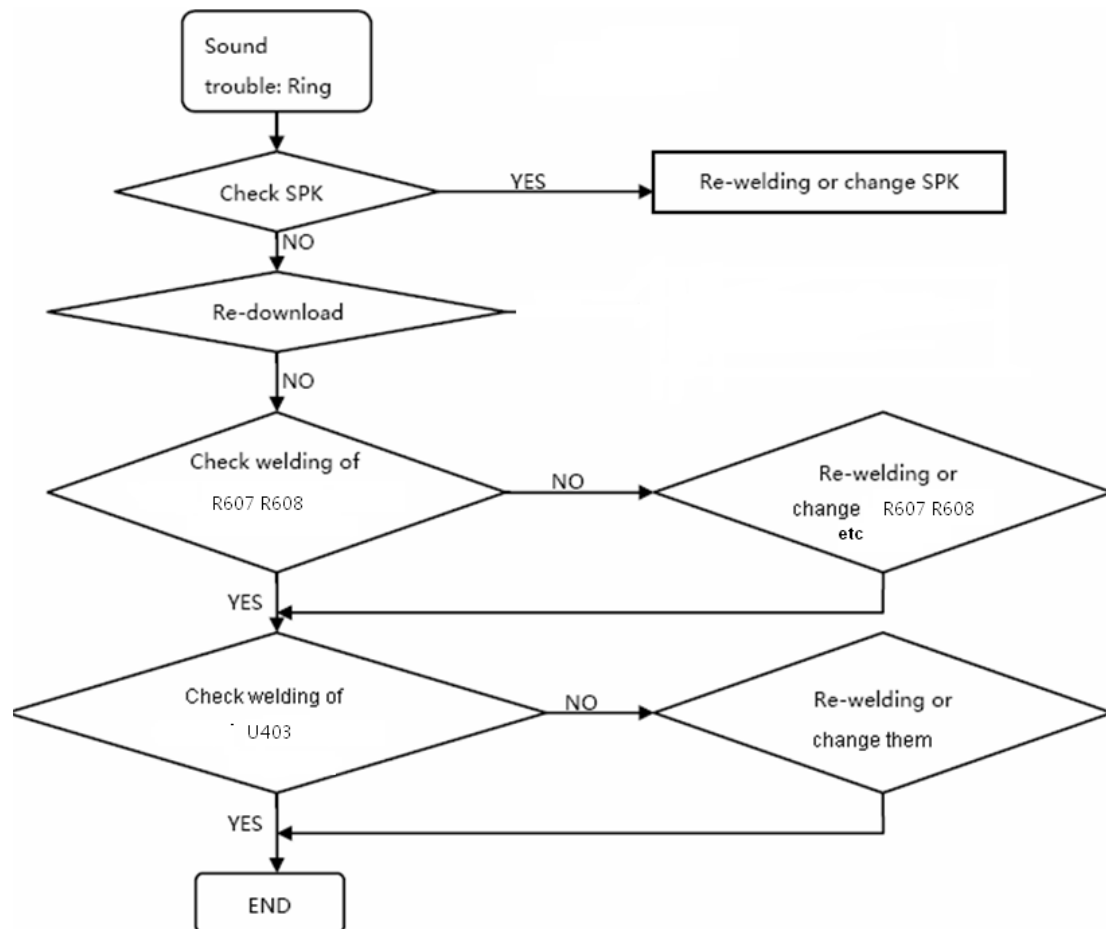 Sound
trouble: Ring
Check SPK
YES
Re-welding or change SPK
NO
Re-download
NO
Check welding of
R607 R608
NO
Re-welding or
change R607 R608
etc
YES
Check welding of
U403
NO
Re-welding or
change them
YES
END